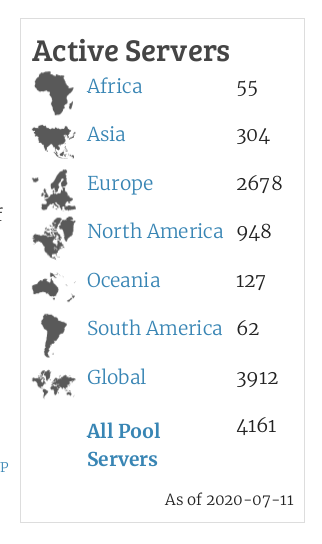 Active Servers
Africa 55
Asia 304
Europe 2678
f
North America 948
Oceania 127
South America 62
Global 3912
All Pool 4161
Servers
P
As of 2020-07-11